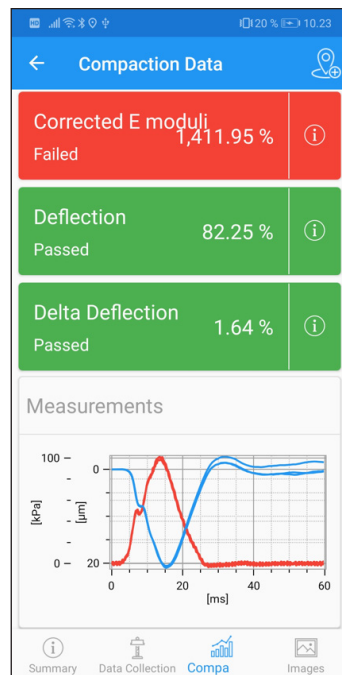 HD 20 % 10.23
Compaction Data
Corrected E moduli
1,411.95 %
Failed
Deflection
82.25 %
Passed
Delta Deflection
1.64 %
Passed
Measurements
100
0
[kPa]
[µm]
0
20
0 20 40 60
[ms]
Summary Data Collection Compa Images